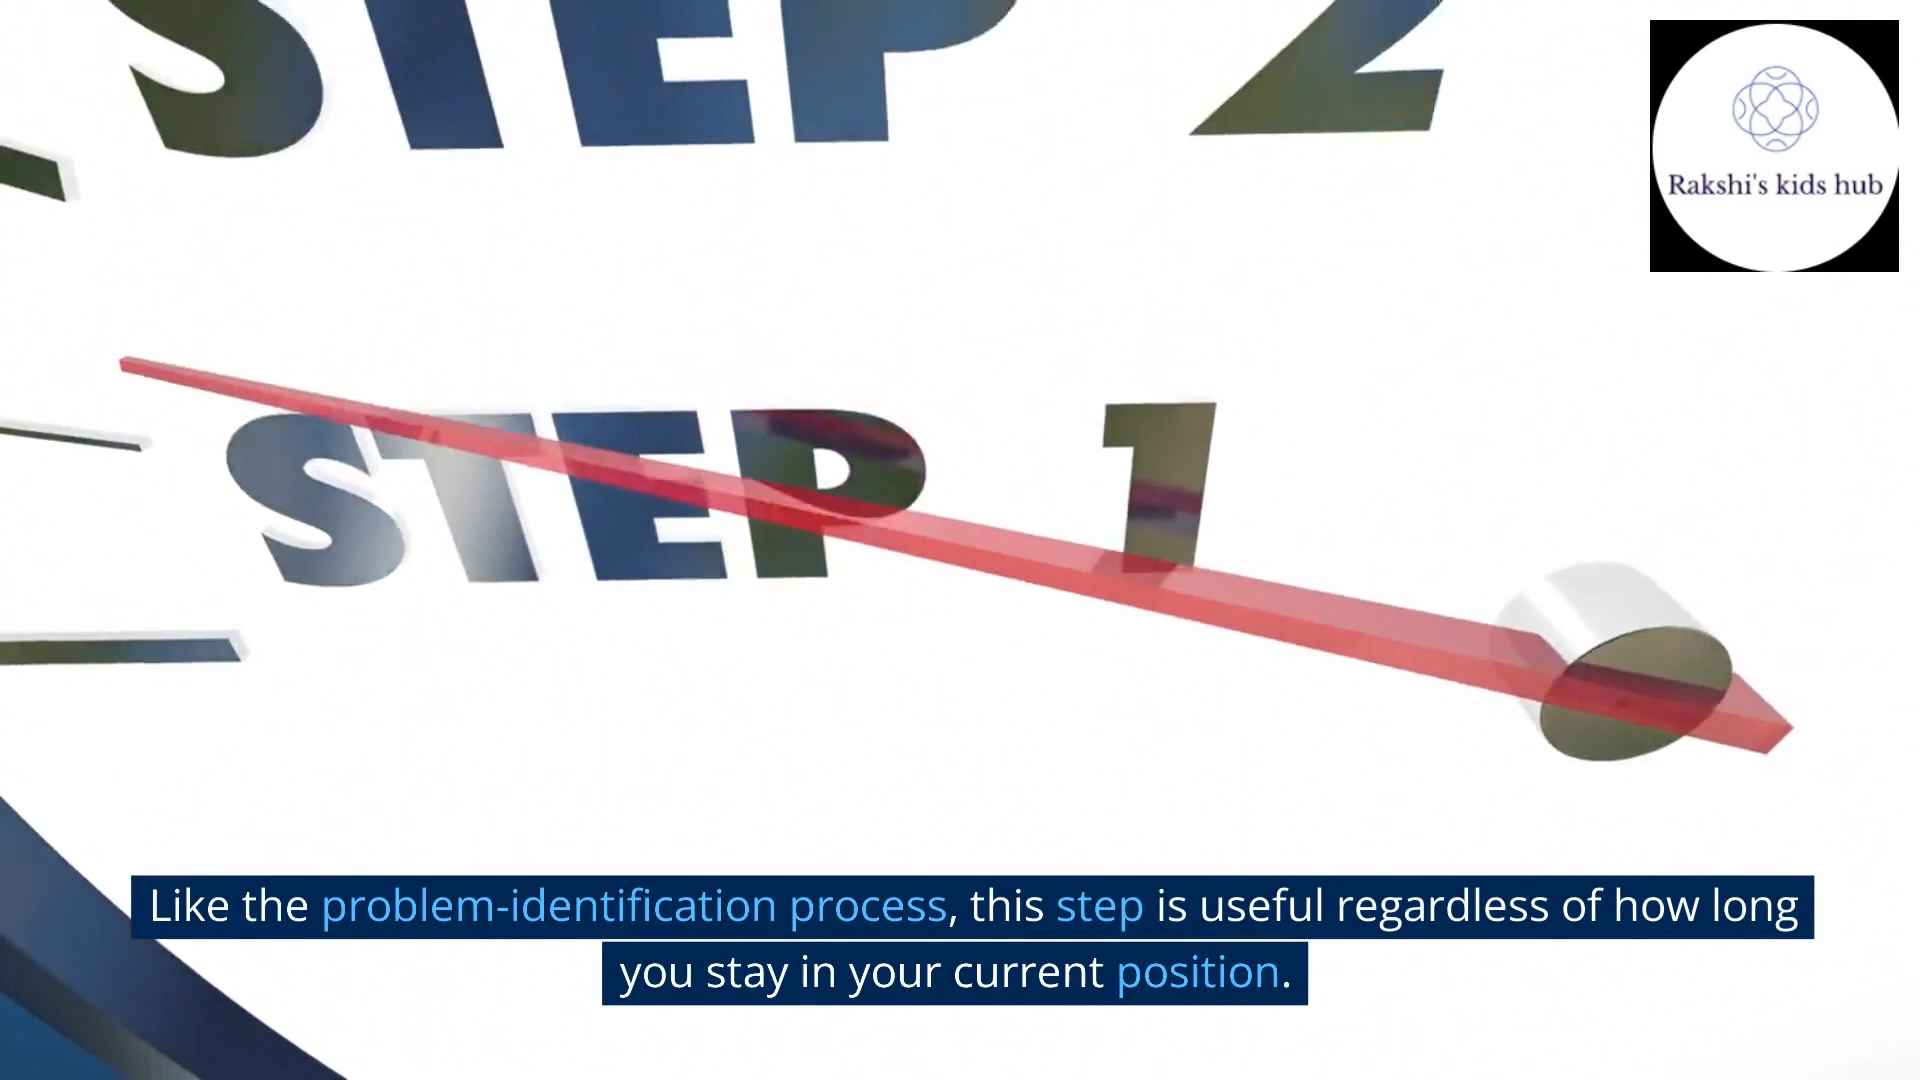 STEP 2
Rakshi's kids hub
STEP 1
Like the problem-identification process, this step is useful regardless of how long
you stay in your current position.